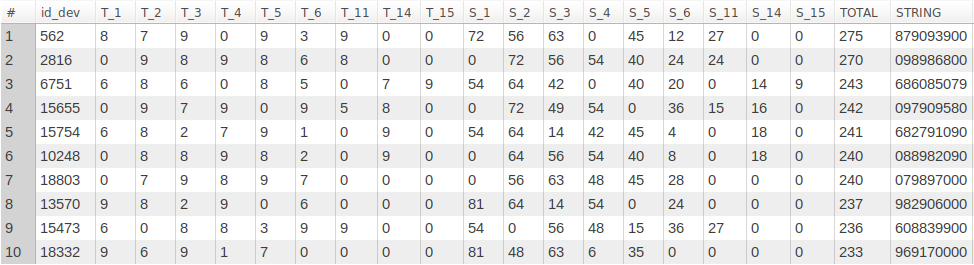 # id_dev T_1 T_2 T_3 T_4 T_5 T_6 T_11 T_14 T_15 S_1 S_2 S_3 S_4 S_5 S_6 S_11 S_14 S_15 TOTAL STRING
1 562 8 7 9 0 9 3 9 0 0 72 56 63 0 45 12 27 0 0 275 879093900
2 2816 0 9 8 9 8 6 8 0 0 0 72 56 54 40 24 24 0 0 270 098986800
3 6751 6 8 6 0 8 5 0 7 9 54 64 42 0 40 20 0 14 9 243 686085079
4 15655 0 9 7 9 0 9 5 8 0 0 72 49 54 0 36 15 16 0 242 097909580
5 15754 6 8 2 7 9 1 0 9 0 54 64 14 42 45 4 0 18 0 241 682791090
6 10248 0 8 8 9 8 2 0 9 0 0 64 56 54 40 8 0 18 0 240 088982090
7 18803 0 7 9 8 9 7 0 0 0 0 56 63 48 45 28 0 0 0 240 079897000
8 13570 9 8 2 9 0 6 0 0 0 81 64 14 54 0 24 0 0 0 237 982906000
9 15473 6 0 8 8 3 9 9 0 0 54 0 56 48 15 36 27 0 0 236 608839900
10 18332 9 6 9 1 7 0 0 0 0 81 48 63 6 35 0 0 0 0 233 969170000